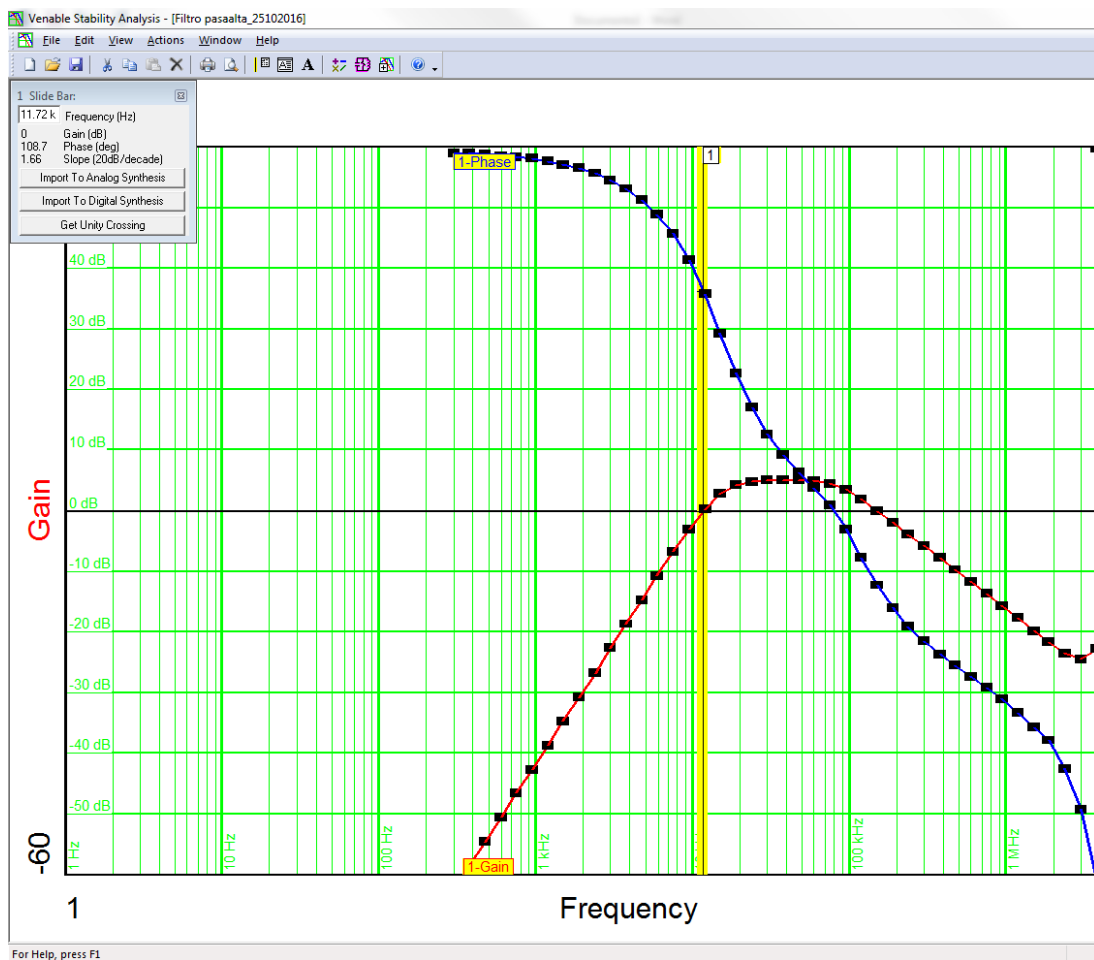 Venable Stability Analysis - [Filtro pasaalta_25102016]
File Edit View Actions Window Help
1 Slide Bar:
11.72 k Frequency (Hz)
0 Gain (dB)
108.7 Phase (deg)
1.66 Slope (20dB/decade)
Import To Analog Synthesis
Import To Digital Synthesis
Get Unity Crossing
1-Phase
1
40 dB
30 dB
20 dB
10 dB
0 dB
-10 dB
-20 dB
-30 dB
-40 dB
-50 dB
Gain
-60
1 Hz
10 Hz
100 Hz
1 kHz
100 kHz
1 MHz
1-Gain
1
Frequency
For Help, press F1